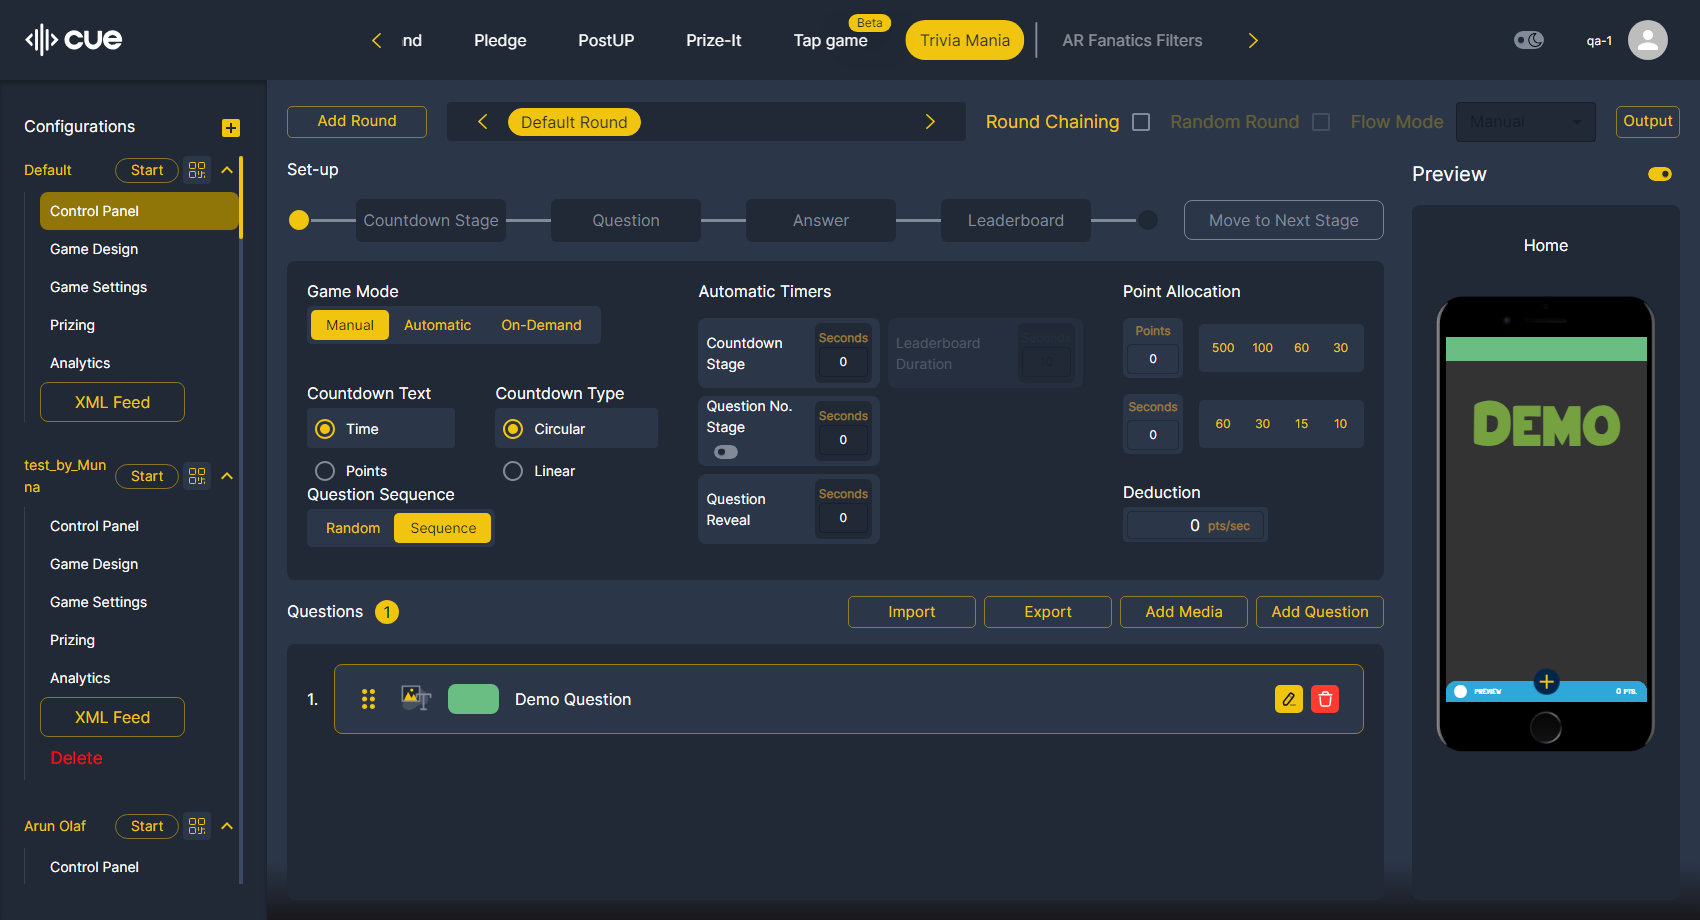 cue
nd
Pledge
PostUP
Prize-It
Tap game
Beta
Trivia Mania
AR Fanatics Filters
qa-1
Configurations
Default
Start
Control Panel
Game Design
Game Settings
Prizing
Analytics
XML Feed
test_by_Mun
na
Start
Control Panel
Game Design
Game Settings
Prizing
Analytics
XML Feed
Delete
Arun Olaf
Start
Control Panel
Add Round
Default Round
Round Chaining
Random Round
Flow Mode
Manual
Output
Set-up
Countdown Stage
Question
Answer
Leaderboard
Move to Next Stage
Game Mode
Manual
Automatic
On-Demand
Countdown Text
Time
Points
Countdown Type
Circular
Linear
Question Sequence
Random
Sequence
Automatic Timers
Countdown
Stage
Seconds
0
Leaderboard
Duration
Seconds
10
Question No.
Stage
Seconds
0
Question
Reveal
Seconds
0
Point Allocation
Points
0
500 100 60 30
Seconds
0
60 30 15 10
Deduction
0 pts/sec
Questions 1
Import
Export
Add Media
Add Question
1.
T
Demo Question
Preview
Home
DEMO
PREVIEW
0 PTS.